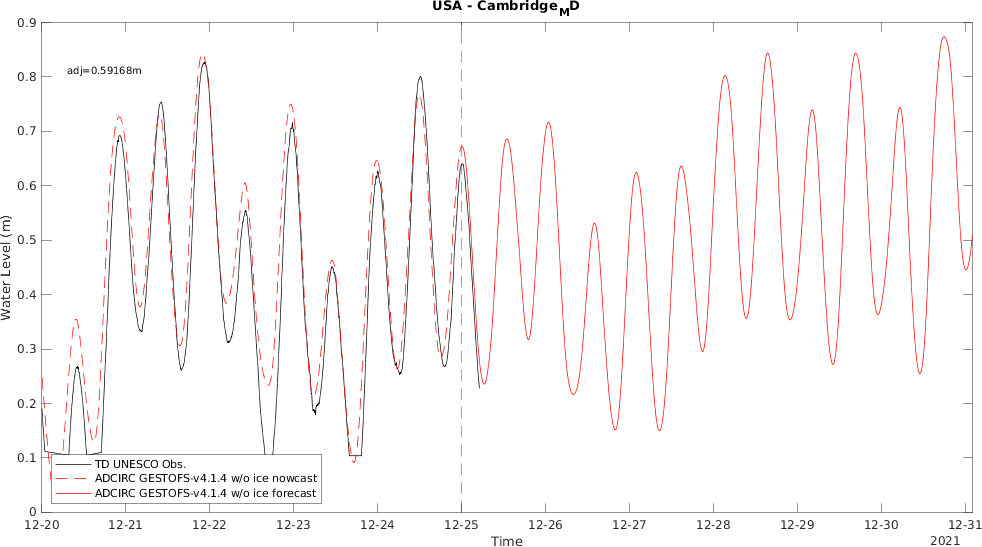 USA - Cambridge_MD
adj=0.59168m
0.9
0.8
0.7
0.6
0.5
0.4
0.3
0.2
0.1
0
Water Level (m)
TD UNESCO Obs.
ADCIRC GESTOFS-v4.1.4 w/o ice nowcast
ADCIRC GESTOFS-v4.1.4 w/o ice forecast
12-20 12-21 12-22 12-23 12-24 12-25 12-26 12-27 12-28 12-29 12-30 12-31
Time
2021